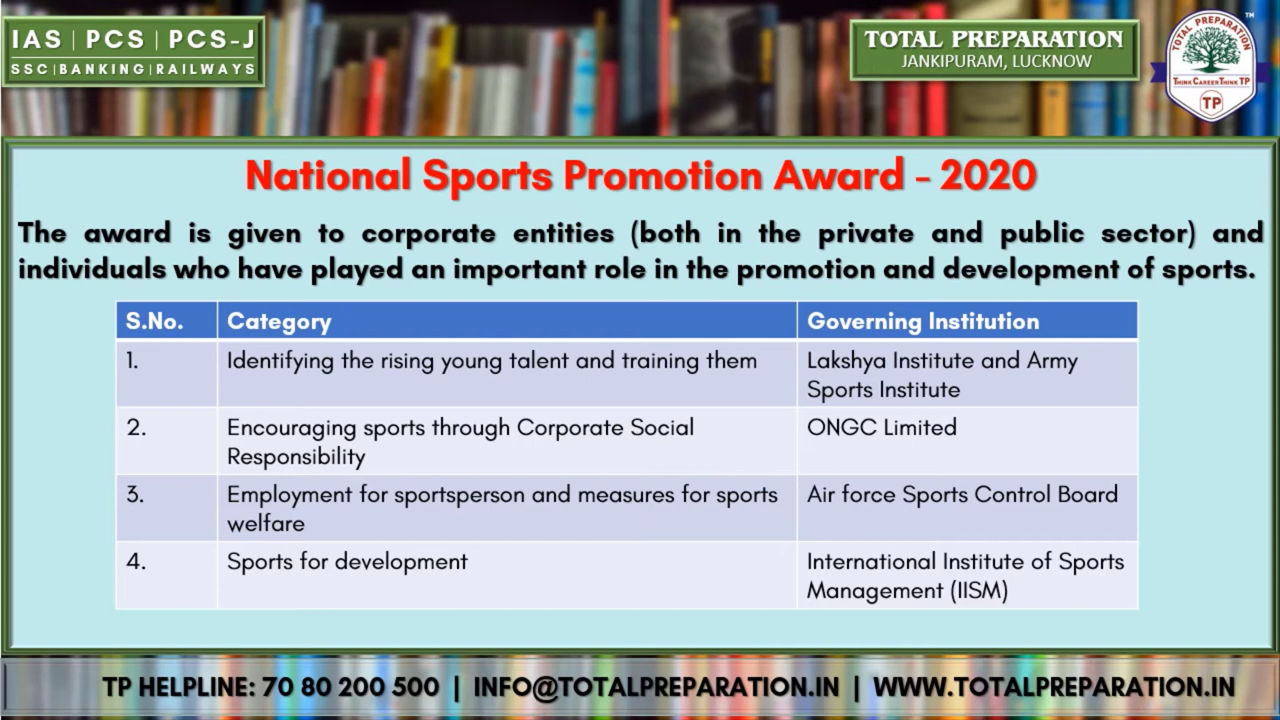 IAS | PCS | PCS-J
SSC|BANKING|RAILWAYS
TOTAL PREPARATION
JANKIPURAM, LUCKNOW
TOTAL PREPARATION
TM
THINK CAREER THINK TP
TP
National Sports Promotion Award - 2020
The award is given to corporate entities (both in the private and public sector) and
individuals who have played an important role in the promotion and development of sports.
S.No. Category Governing Institution
1. Identifying the rising young talent and training them Lakshya Institute and Army
Sports Institute
2. Encouraging sports through Corporate Social ONGC Limited
Responsibility
3. Employment for sportsperson and measures for sports Air force Sports Control Board
welfare
4. Sports for development International Institute of Sports
Management (IISM)
TP HELPLINE: 70 80 200 500 | INFO@TOTALPREPARATION.IN | WWW.TOTALPREPARATION.IN